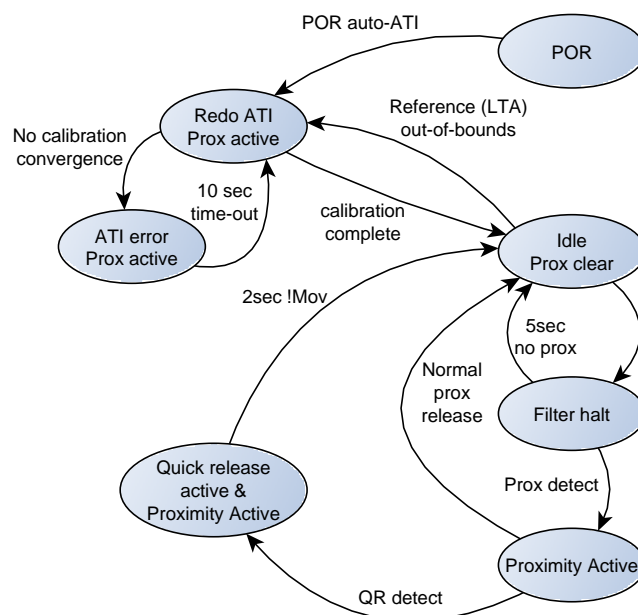 POR auto-ATI
POR
Redo ATI
Prox active
Reference (LTA)
out-of-bounds
No calibration
convergence
10 sec
time-out
calibration
complete
ATI error
Prox active
Idle
Prox clear
2sec !Mov
5sec
no prox
Normal
prox
release
Filter halt
Quick release
active &
Proximity Active
Prox detect
Proximity Active
QR detect